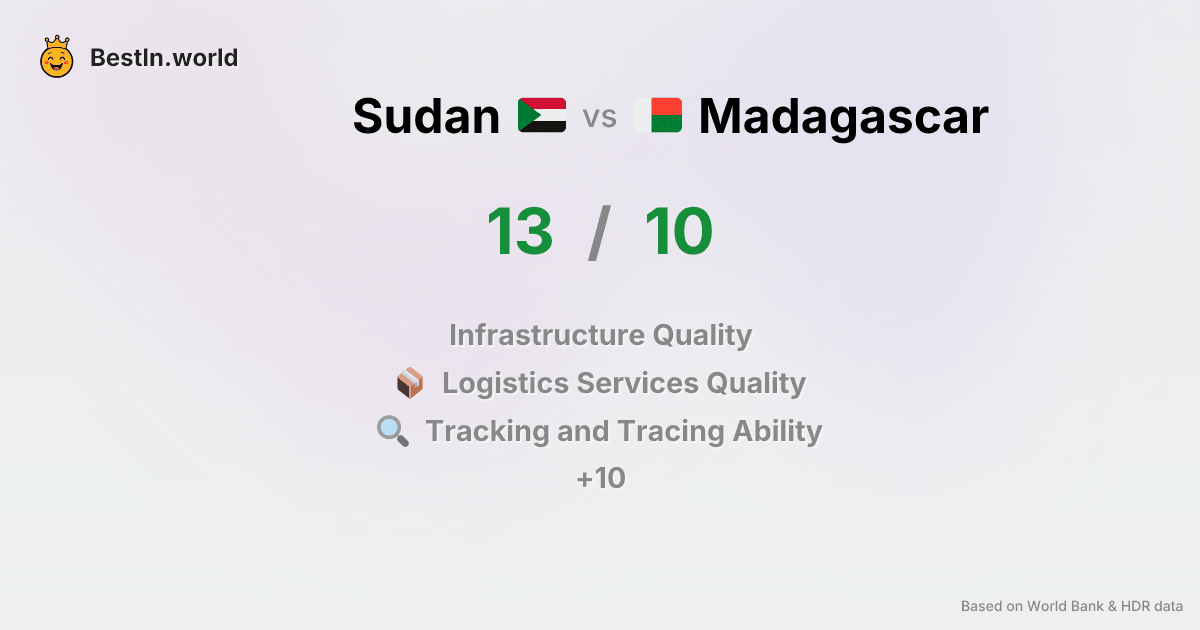 BestIn.world
Sudan vs Madagascar
13 / 10
Infrastructure Quality
Logistics Services Quality
Tracking and Tracing Ability
+10
Based on World Bank & HDR data